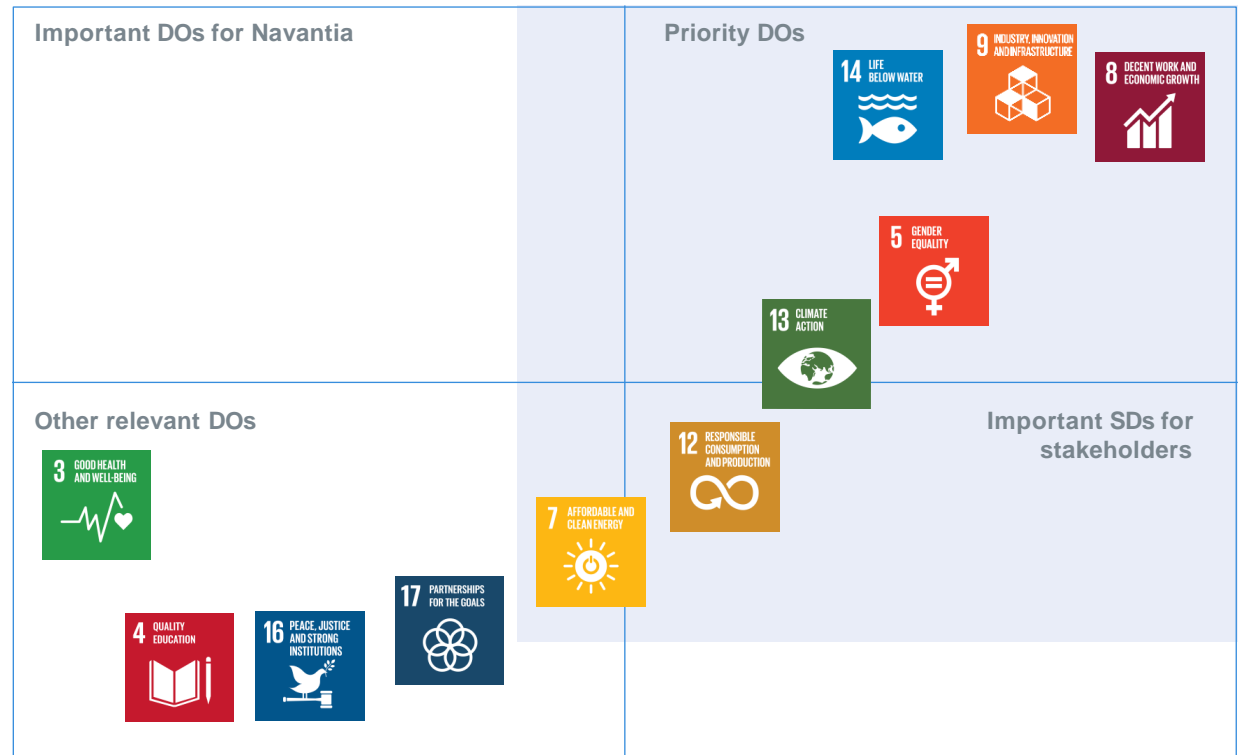 Important DOs for Navantia
Priority DOs
14 LIFE
BELOW WATER
9 INDUSTRY, INNOVATION
AND INFRASTRUCTURE
8 DECENT WORK AND
ECONOMIC GROWTH
5 GENDER
EQUALITY
13 CLIMATE
ACTION
Other relevant DOs
Important SDs for
stakeholders
3 GOOD HEALTH
AND WELL-BEING
12 RESPONSIBLE
CONSUMPTION
AND PRODUCTION
7 AFFORDABLE AND
CLEAN ENERGY
17 PARTNERSHIPS
FOR THE GOALS
4 QUALITY
EDUCATION
16 PEACE, JUSTICE
AND STRONG
INSTITUTIONS